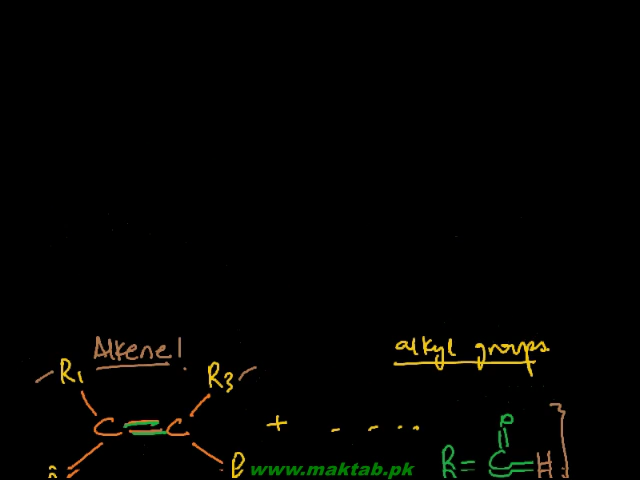 Alkene!
alkyl groups
R1
R3
C = C + - - . . .
R = C = H
www.maktab.pk